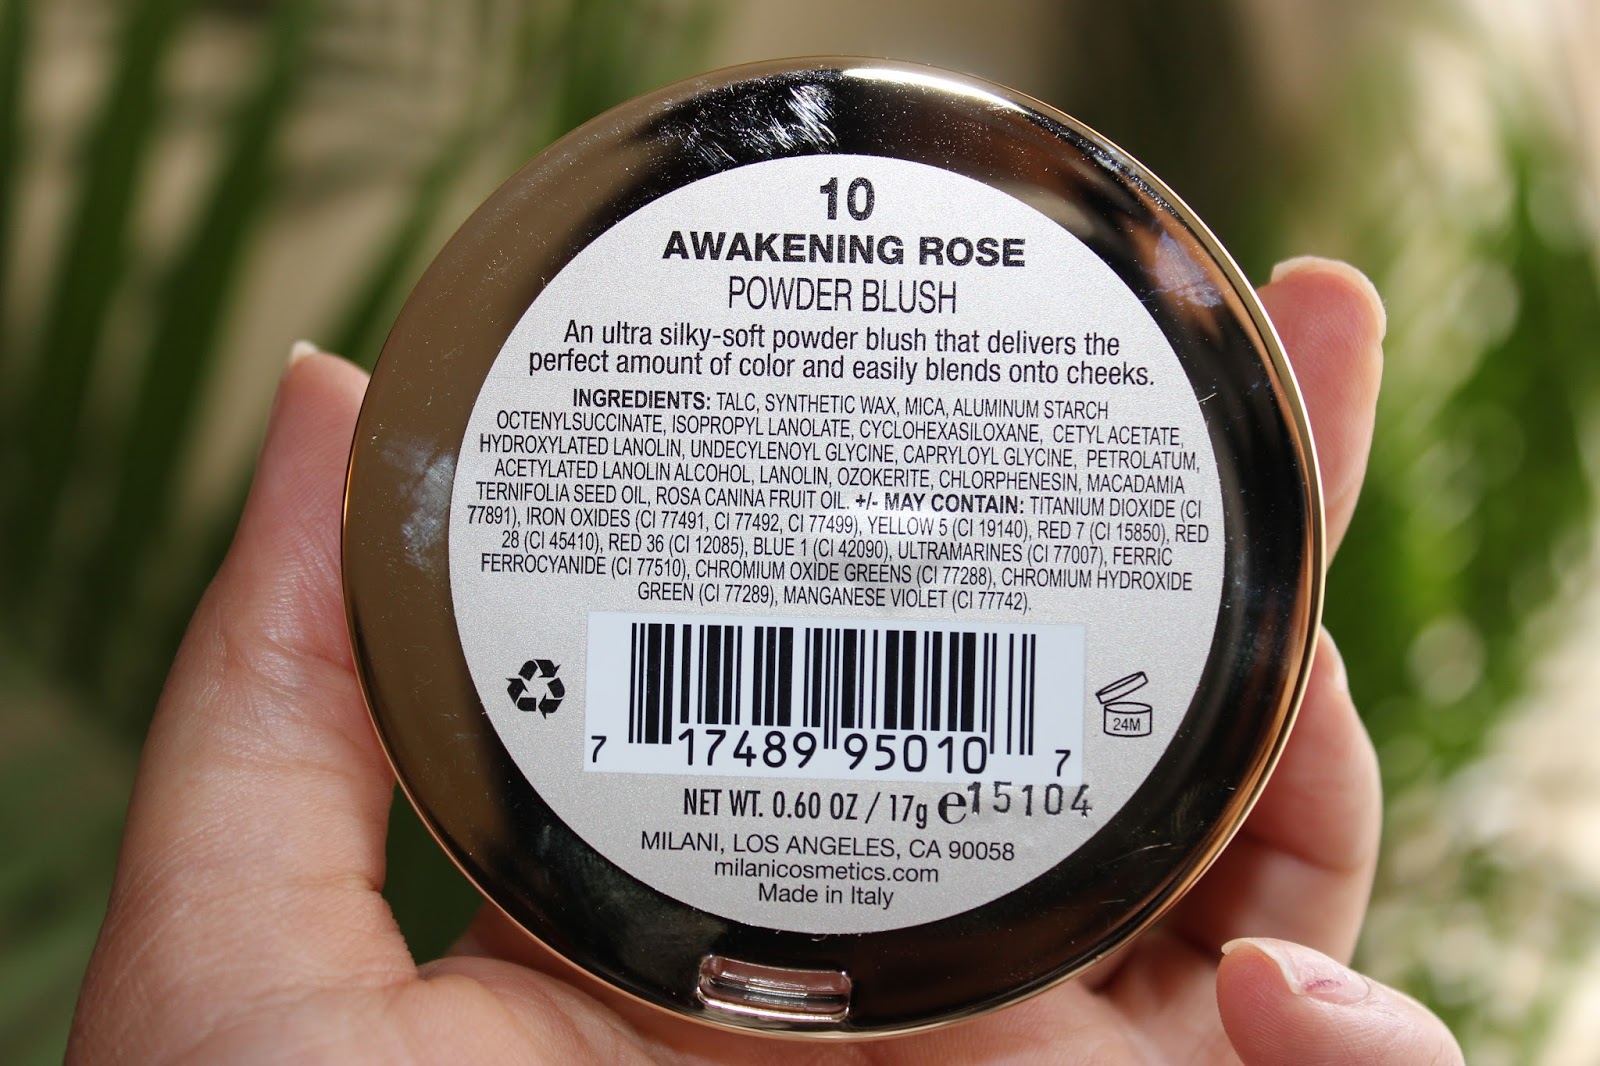 10
AWAKENING ROSE
POWDER BLUSH
An ultra silky-soft powder blush that delivers the
perfect amount of color and easily blends onto cheeks.
INGREDIENTS: TALC, SYNTHETIC WAX, MICA, ALUMINUM STARCH
OCTENYLSUCCINATE, ISOPROPYL LANOLATE, CYCLOHEXASILOXANE, CETYL ACETATE,
HYDROXYLATED LANOLIN, UNDECYLENOYL GLYCINE, CAPRYLOYL GLYCINE, PETROLATUM,
ACETYLATED LANOLIN ALCOHOL, LANOLIN, OZOKERITE, CHLORPHENESIN, MACADAMIA
TERNIFOLIA SEED OIL, ROSA CANINA FRUIT OIL. +/- MAY CONTAIN: TITANIUM DIOXIDE (CI
77891), IRON OXIDES (CI 77491, CI 77492, CI 77499), YELLOW 5 (CI 19140), RED 7 (CI 15850), RED
28 (CI 45410), RED 36 (CI 12085), BLUE 1 (CI 42090), ULTRAMARINES (CI 77007), FERRIC
FERROCYANIDE (CI 77510), CHROMIUM OXIDE GREENS (CI 77288), CHROMIUM HYDROXIDE
GREEN (CI 77289), MANGANESE VIOLET (CI 77742).
24M
7 17489 95010 7
NET WT. 0.60 OZ / 17g e 15104
MILANI, LOS ANGELES, CA 90058
milanicosmetics.com
Made in Italy